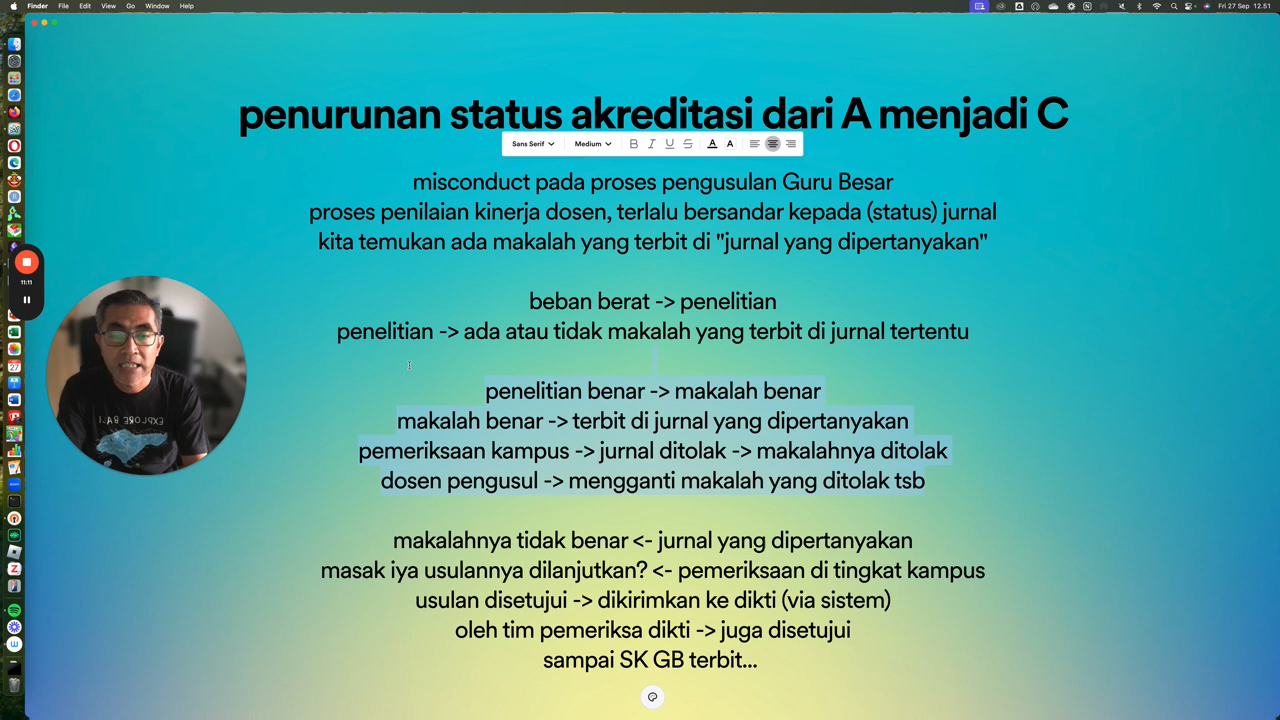 Finder File Edit View Go Window Help
Fri 27 Sep 12.51
penurunan status akreditasi dari A menjadi C
Sans Serif Medium B I U S A A
misconduct pada proses pengusulan Guru Besar
proses penilaian kinerja dosen, terlalu bersandar kepada (status) jurnal
kita temukan ada makalah yang terbit di "jurnal yang dipertanyakan"
beban berat -> penelitian
penelitian -> ada atau tidak makalah yang terbit di jurnal tertentu
11:11
penelitian benar -> makalah benar
makalah benar -> terbit di jurnal yang dipertanyakan
pemeriksaan kampus -> jurnal ditolak -> makalahnya ditolak
dosen pengusul -> mengganti makalah yang ditolak tsb
EXPLORE BALI
makalahnya tidak benar <- jurnal yang dipertanyakan
masak iya usulannya dilanjutkan? <- pemeriksaan di tingkat kampus
usulan disetujui -> dikirimkan ke dikti (via sistem)
oleh tim pemeriksa dikti -> juga disetujui
sampai SK GB terbit...